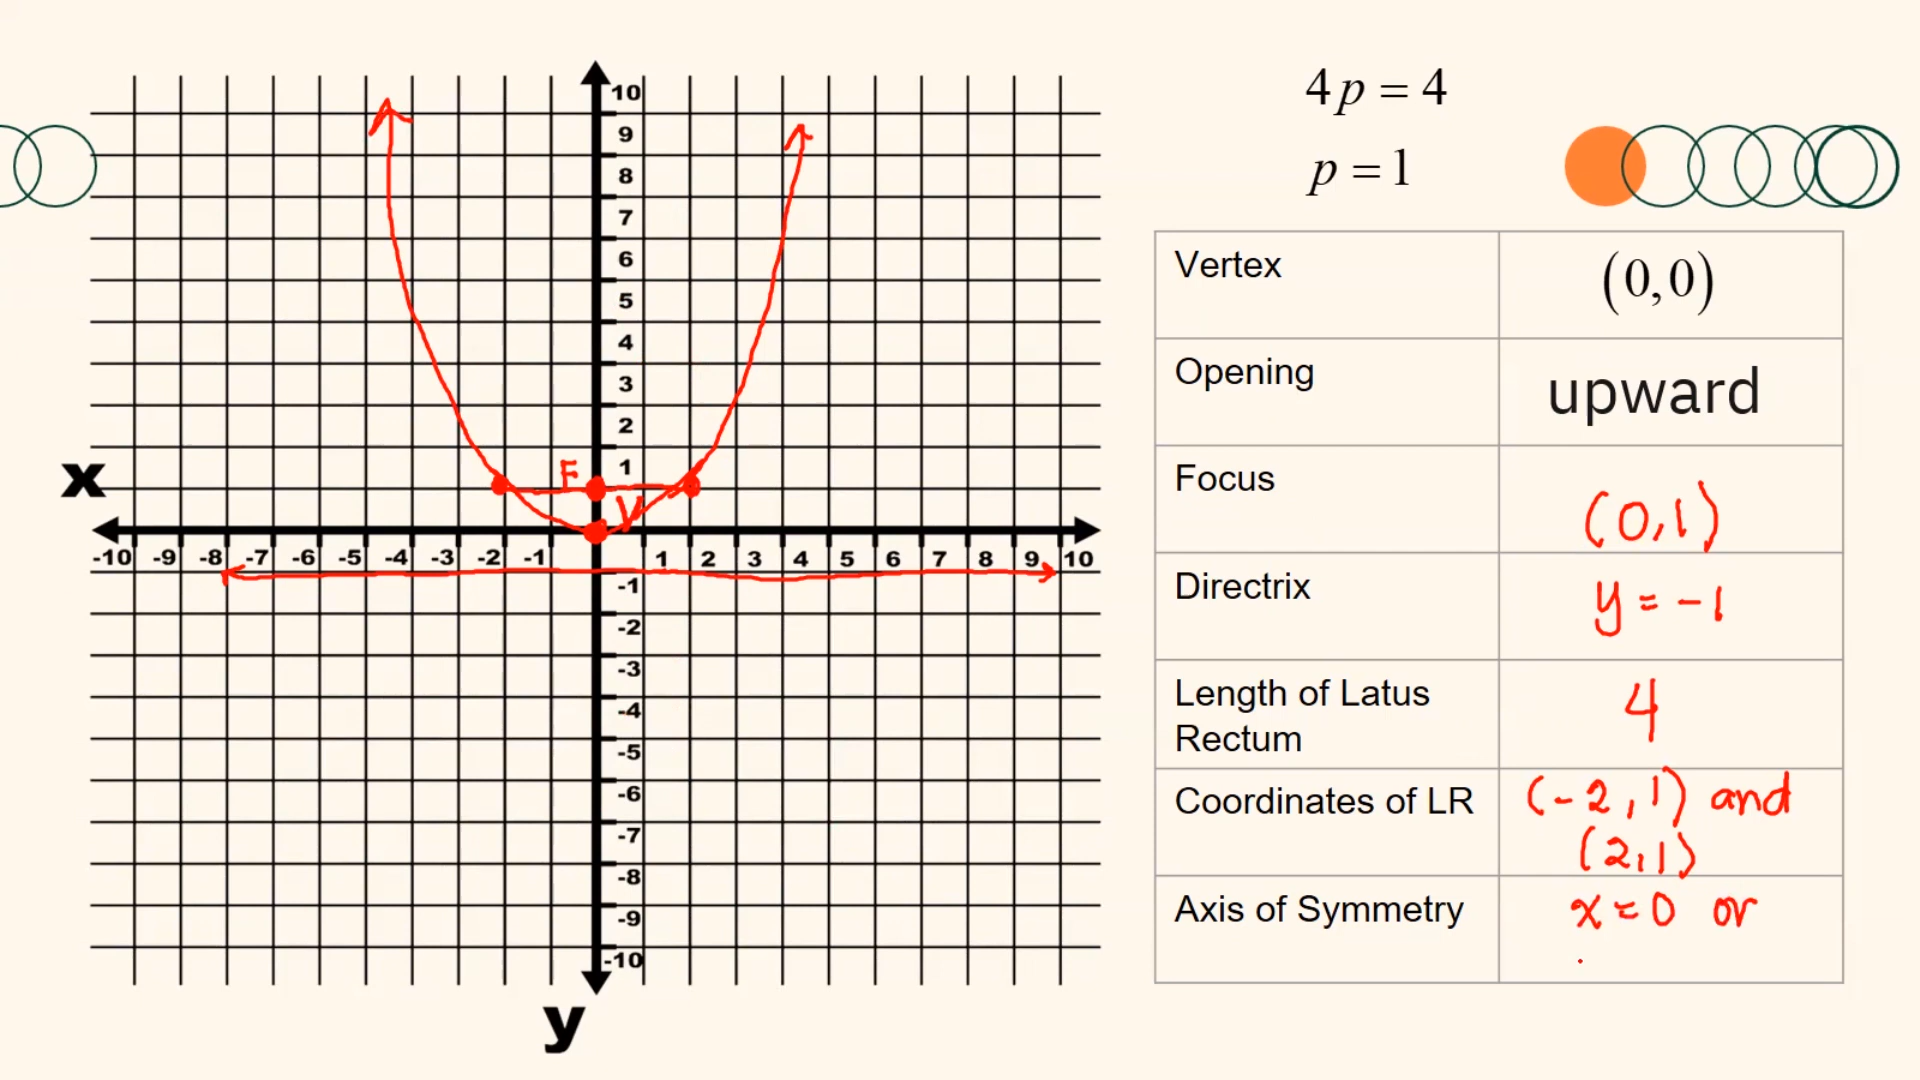 4p = 4
p = 1
10
9
8
7
6
5
4
3
2
1
F
V
x
-10 -9 -8 -7 -6 -5 -4 -3 -2 -1 1 2 3 4 5 6 7 8 9 10
-1
-2
-3
-4
-5
-6
-7
-8
-9
-10
y
Vertex (0,0)
Opening upward
Focus (0,1)
Directrix y = -1
Length of Latus
Rectum 4
Coordinates of LR (-2,1) and
(2,1)
Axis of Symmetry x = 0 or